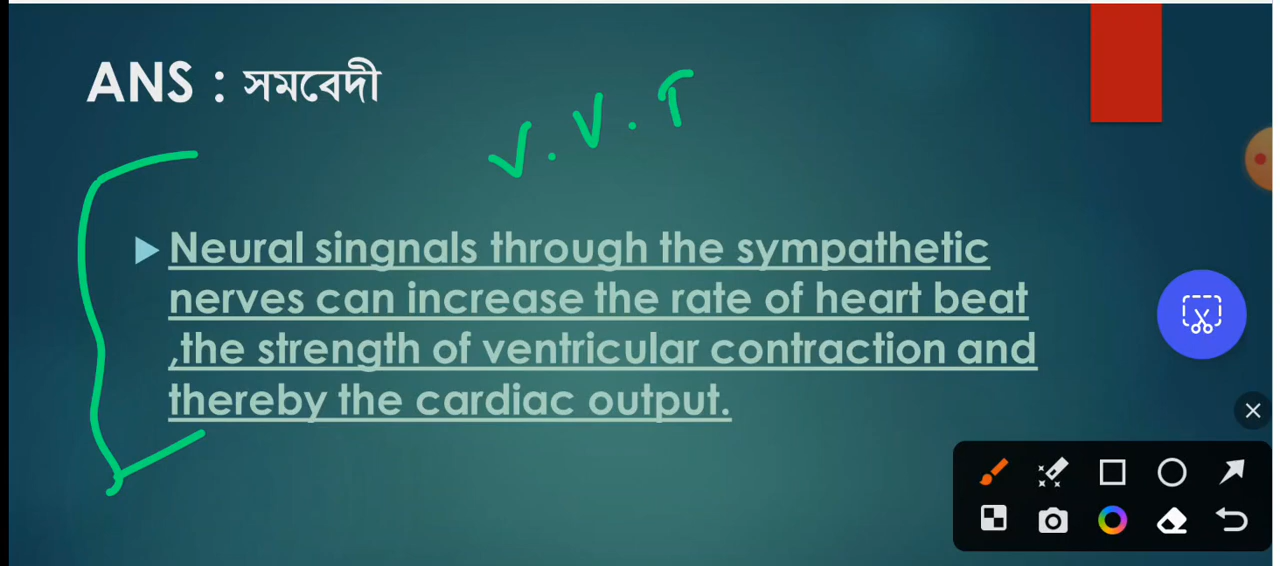 ANS : সমবেদী
V. V. I
Neural singnals through the sympathetic
nerves can increase the rate of heart beat
,the strength of ventricular contraction and
thereby the cardiac output.